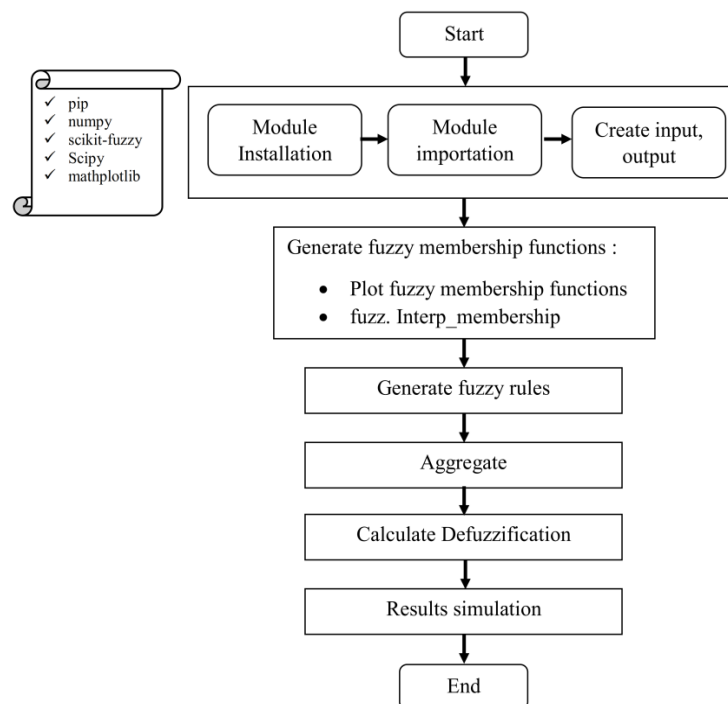 Start
✓ pip
✓ numpy
✓ scikit-fuzzy
✓ Scipy
✓ mathplotlib
Module
Installation
Module
importation
Create input,
output
Generate fuzzy membership functions :
• Plot fuzzy membership functions
• fuzz. Interp_membership
Generate fuzzy rules
Aggregate
Calculate Defuzzification
Results simulation
End